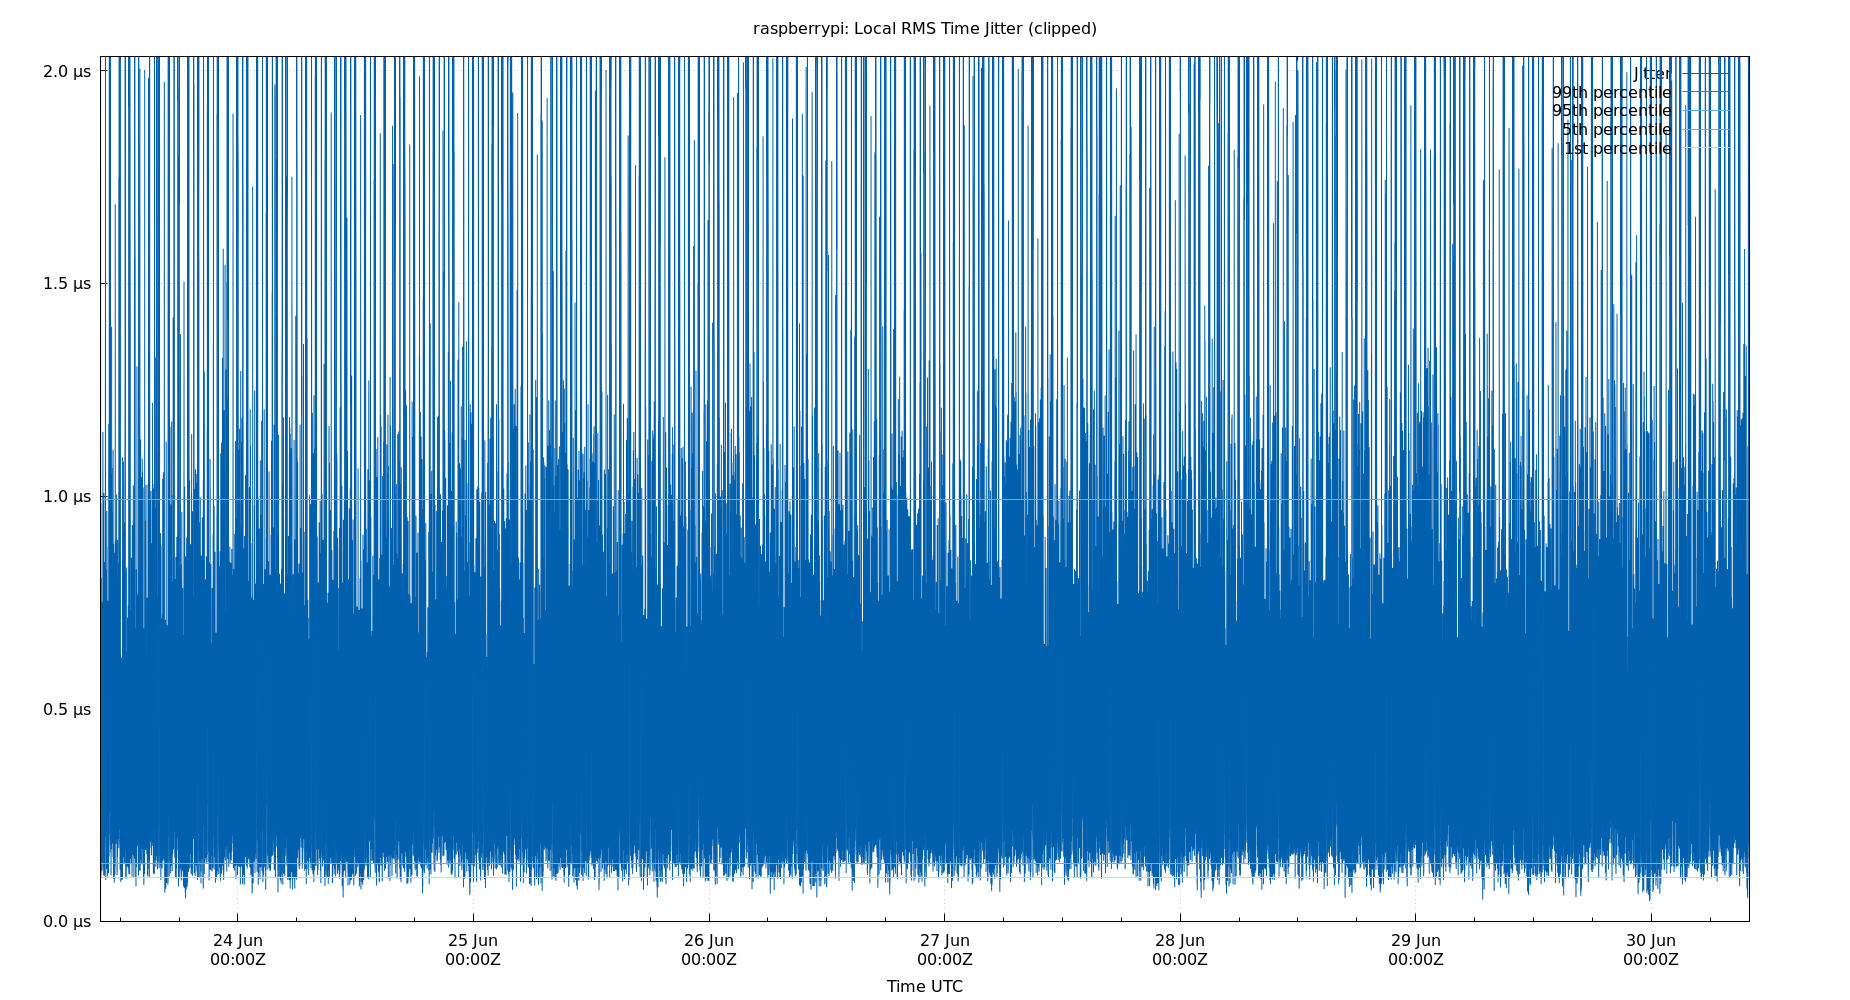 raspberrypi: Local RMS Time Jitter (clipped)
2.0 µs
1.5 µs
1.0 µs
0.5 µs
0.0 µs
Jitter
99th percentile
95th percentile
5th percentile
1st percentile
24 Jun 25 Jun 26 Jun 27 Jun 28 Jun 29 Jun 30 Jun
00:00Z 00:00Z 00:00Z 00:00Z 00:00Z 00:00Z 00:00Z
Time UTC